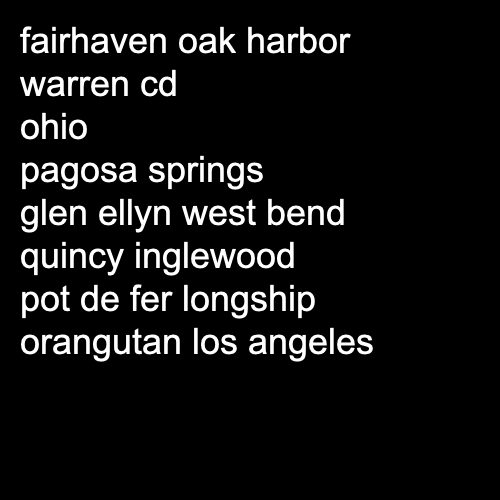 fairhaven oak harbor
warren cd
ohio
pagosa springs
glen ellyn west bend
quincy inglewood
pot de fer longship
orangutan los angeles